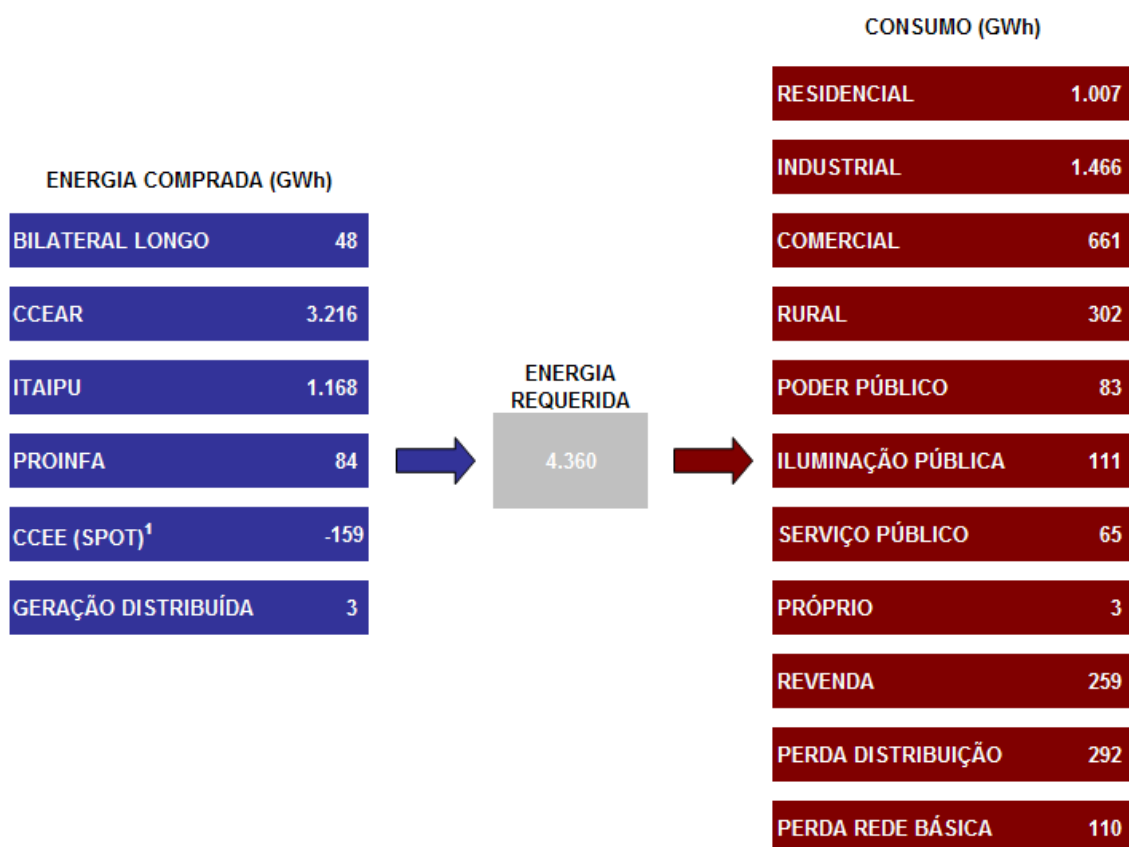 CONSUMO (GWh)
RESIDENCIAL 1.007
INDUSTRIAL 1.466
ENERGIA COMPRADA (GWh)
BILATERAL LONGO 48
COMERCIAL 661
CCEAR 3.216
RURAL 302
ENERGIA
REQUERIDA
ITAIPU 1.168
PODER PÚBLICO 83
PROINFA 84
4.360
ILUMINAÇÃO PÚBLICA 111
CCEE (SPOT)¹ -159
SERVIÇO PÚBLICO 65
GERAÇÃO DISTRIBUÍDA 3
PRÓPRIO 3
REVENDA 259
PERDA DISTRIBUIÇÃO 292
PERDA REDE BÁSICA 110